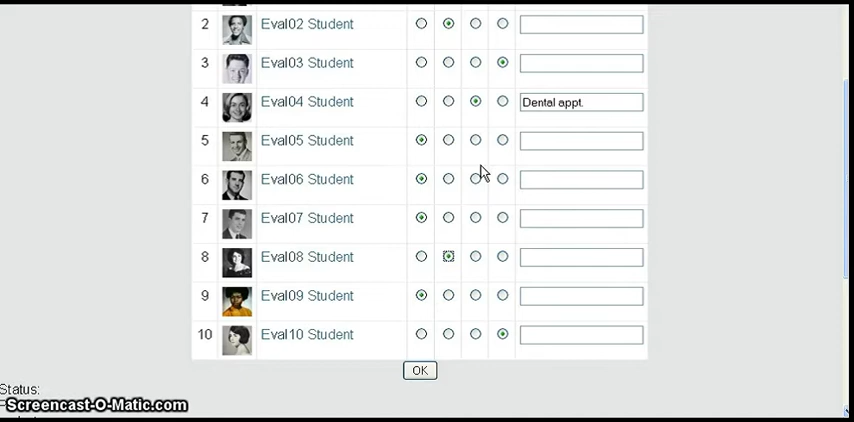 2 Eval02 Student
3 Eval03 Student
4 Eval04 Student Dental appt.
5 Eval05 Student
6 Eval06 Student
7 Eval07 Student
8 Eval08 Student
9 Eval09 Student
10 Eval10 Student
OK
Status:
Screencast-O-Matic.com